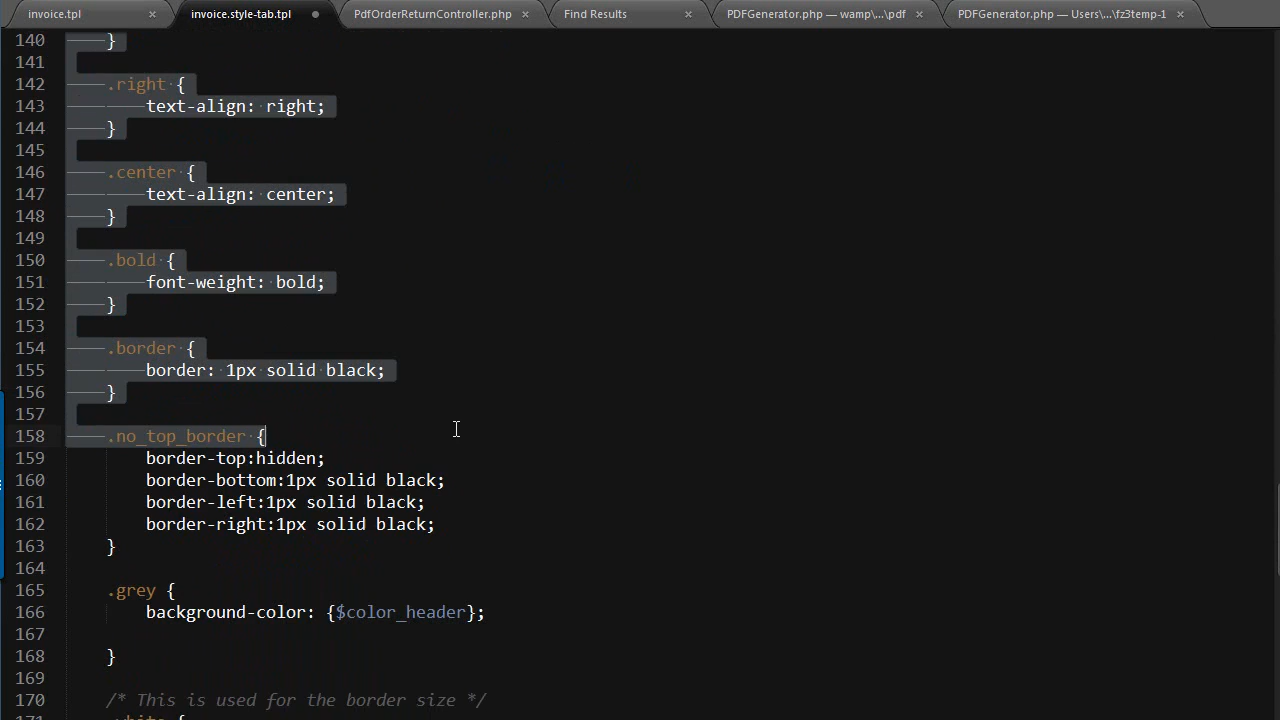 invoice.tpl × invoice.style-tab.tpl PdfOrderReturnController.php × Find Results × PDFGenerator.php — wamp\...\pdf × PDFGenerator.php — Users\...\fz3temp-1 ×
140 }
141
142 .right {
143 text-align: right;
144 }
145
146 .center {
147 text-align: center;
148 }
149
150 .bold {
151 font-weight: bold;
152 }
153
154 .border {
155 border: 1px solid black;
156 }
157
158 .no_top_border {
159 border-top:hidden;
160 border-bottom:1px solid black;
161 border-left:1px solid black;
162 border-right:1px solid black;
163 }
164
165 .grey {
166 background-color: {$color_header};
167
168 }
169
170 /* This is used for the border size */
171 .white {